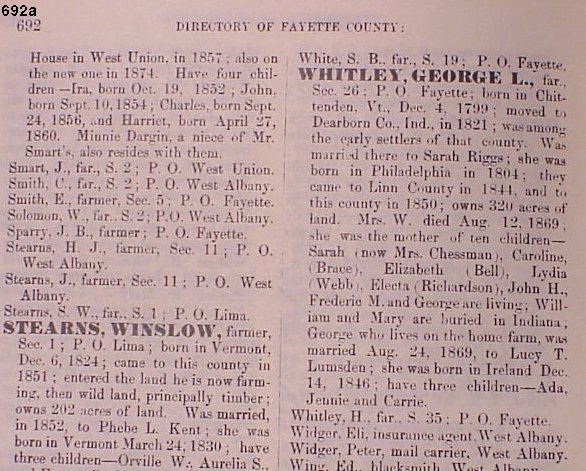 692a
692
DIRECTORY OF FAYETTE COUNTY:
House in West Union, in 1857; also on
the new one in 1874. Have four chil-
dren—Ira, born Oct. 19, 1852; John,
born Sept. 10, 1854; Charles, born Sept.
24, 1856, and Harriet, born April 27,
1860. Minnie Dargin, a niece of Mr.
Smart's, also resides with them.
Smart, J., far., S. 2; P. O. West Union.
Smith, C., far., S. 2; P. O. West Albany.
Smith, E., farmer, Sec. 5; P. O. Fayette.
Solomon, W., far., S. 2; P.O. West Albany.
Sparry, J. B., farmer; P. O. Fayette.
Stearns, H. J., farmer, Sec. 11; P. O.
West Albany.
Stearns, J., farmer, Sec. 11; P. O. West
Albany.
Stearns, S. W., far., S. 1; P. O. Lima.
STEARNS, WINSLOW, farmer,
Sec. 1; P. O. Lima; born in Vermont,
Dec. 6, 1824; came to this county in
1851; entered the land he is now farm-
ing, then wild land, principally timber;
owns 202 acres of land. Was married,
in 1852, to Phebe L. Kent; she was
born in Vermont March 24, 1830; have
three children—Orville W., Aurelia S.,
White, S. B., far., S. 19; P. O. Fayette.
WHITLEY, GEORGE L., far.,
Sec. 26; P. O. Fayette; born in Chit-
tenden, Vt., Dec. 4, 1799; moved to
Dearborn Co., Ind., in 1821; was among
the early settlers of that county. Was
married there to Sarah Riggs; she was
born in Philadelphia in 1804; they
came to Linn County in 1844, and to
this county in 1850; owns 320 acres of
land. Mrs. W. died Aug. 12, 1869;
she was the mother of ten children—
Sarah (now Mrs. Chessman), Caroline,
(Brace), Elizabeth (Bell), Lydia
(Webb), Electa (Richardson), John H.,
Frederic M. and George are living; Will-
iam and Mary are buried in Indiana,
George who lives on the home farm, was
married Aug. 24, 1869, to Lucy T.
Lumsden; she was born in Ireland Dec.
14, 1846; have three children—Ada,
Jennie and Carrie.
Whitley, H., far., S. 35; P. O. Fayette.
Widger, Eli, insurance agent, West Albany.
Widger, Peter, mail carrier, West Albany.
Wing, Ed., blacksmith, West Albany.